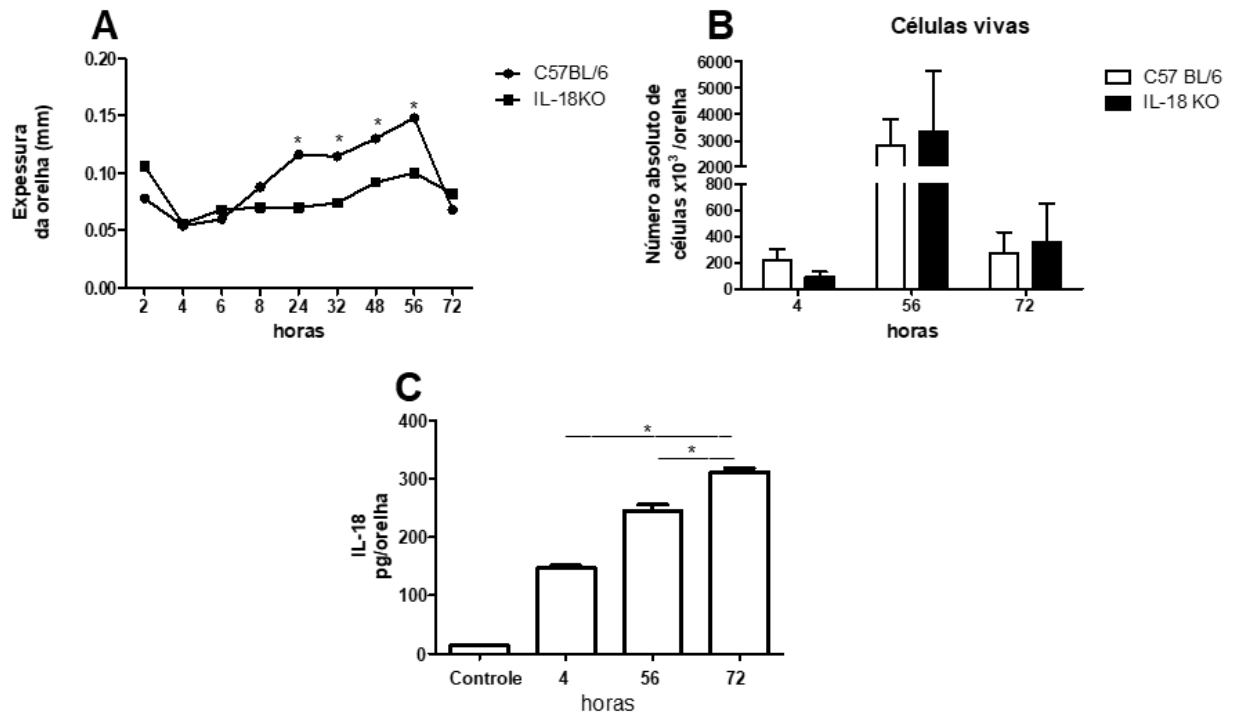 A
0.20
0.15
0.10
0.05
0.00
Expessura
da orelha (mm)
* * * *
2 4 6 8 24 32 48 56 72
horas
C57BL/6
IL-18KO
B
Células vivas
6000
5000
4000
3000
2000
800
600
400
200
0
Número absoluto de
células x10³ /orelha
4 56 72
horas
C57 BL/6
IL-18 KO
C
400
300
200
100
0
IL-18
pg/orelha
*
*
Controle 4 56 72
horas